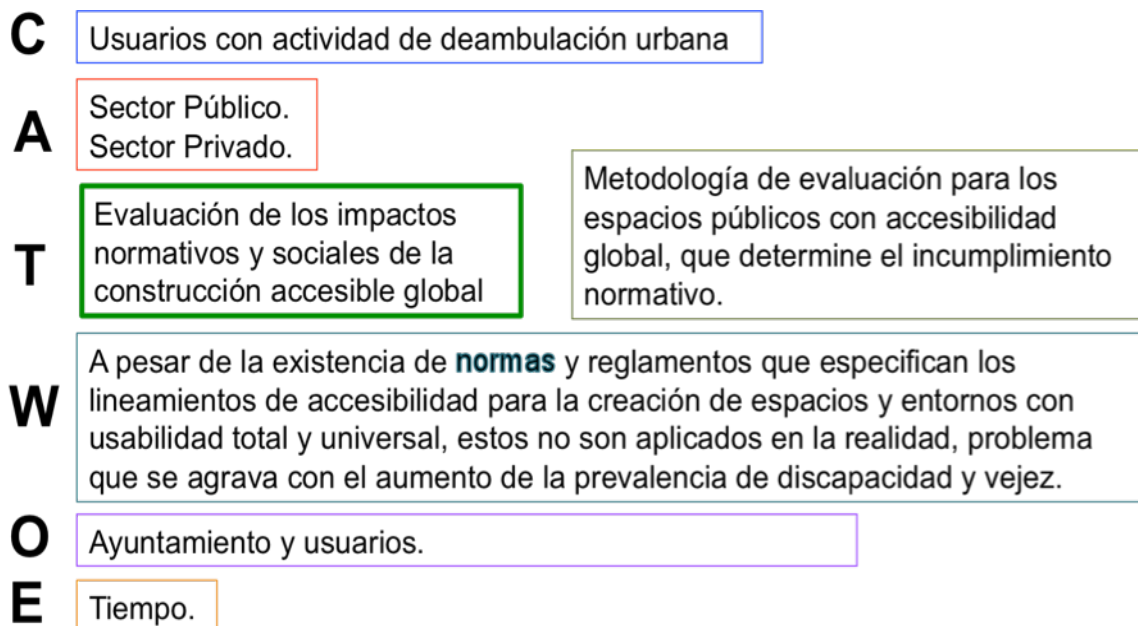 C
Usuarios con actividad de deambulación urbana
A
Sector Público.
Sector Privado.
T
Evaluación de los impactos
normativos y sociales de la
construcción accesible global
Metodología de evaluación para los
espacios públicos con accesibilidad
global, que determine el incumplimiento
normativo.
W
A pesar de la existencia de normas y reglamentos que especifican los
lineamientos de accesibilidad para la creación de espacios y entornos con
usabilidad total y universal, estos no son aplicados en la realidad, problema
que se agrava con el aumento de la prevalencia de discapacidad y vejez.
O
Ayuntamiento y usuarios.
E
Tiempo.